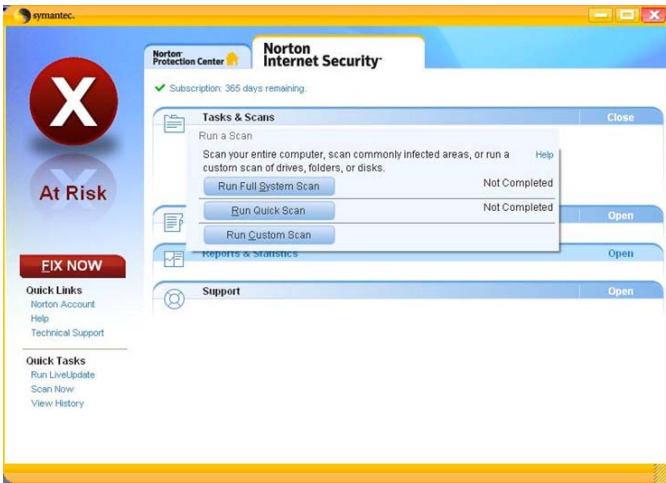 symantec.
Norton
Protection Center
Norton
Internet Security
Subscription: 365 days remaining.
Tasks & Scans
Close
Run a Scan
Scan your entire computer, scan commonly infected areas, or run a
custom scan of drives, folders, or disks.
Help
Run Full System Scan
Not Completed
Run Quick Scan
Not Completed
Run Custom Scan
Open
Reports & Statistics
Open
Support
Open
X
At Risk
FIX NOW
Quick Links
Norton Account
Help
Technical Support
Quick Tasks
Run LiveUpdate
Scan Now
View History